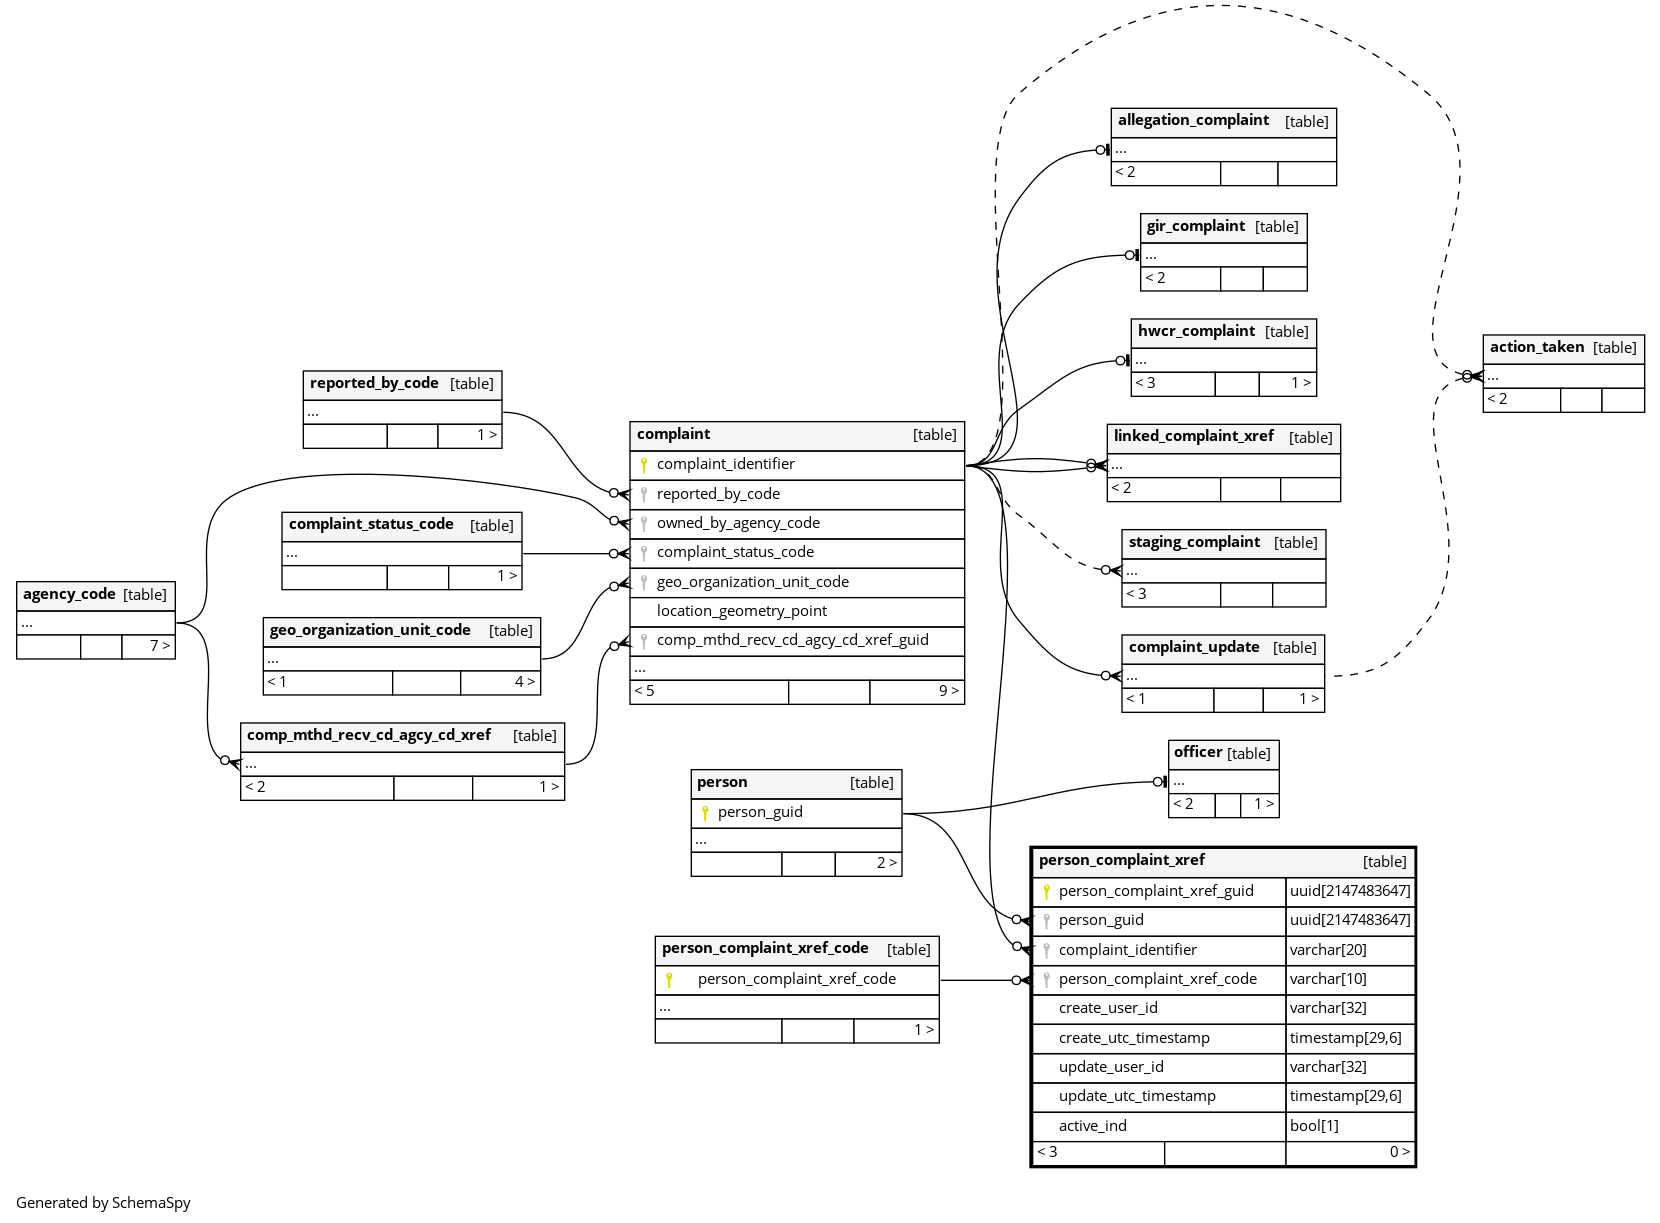 allegation_complaint [table]
...
< 2
gir_complaint [table]
...
< 2
hwcr_complaint [table]
...
< 3 1 >
action_taken [table]
...
< 2
reported_by_code [table]
...
1 >
complaint [table]
complaint_identifier
reported_by_code
owned_by_agency_code
complaint_status_code
geo_organization_unit_code
location_geometry_point
comp_mthd_recv_cd_agcy_cd_xref_guid
...
< 5 9 >
linked_complaint_xref [table]
...
< 2
complaint_status_code [table]
...
1 >
staging_complaint [table]
...
< 3
agency_code [table]
...
7 >
geo_organization_unit_code [table]
...
< 1 4 >
complaint_update [table]
...
< 1 1 >
comp_mthd_recv_cd_agcy_cd_xref [table]
...
< 2 1 >
officer [table]
...
< 2 1 >
person [table]
person_guid
...
2 >
person_complaint_xref [table]
person_complaint_xref_guid uuid[2147483647]
person_guid uuid[2147483647]
complaint_identifier varchar[20]
person_complaint_xref_code varchar[10]
create_user_id varchar[32]
create_utc_timestamp timestamp[29,6]
update_user_id varchar[32]
update_utc_timestamp timestamp[29,6]
active_ind bool[1]
< 3 0 >
person_complaint_xref_code [table]
person_complaint_xref_code
...
1 >
Generated by SchemaSpy